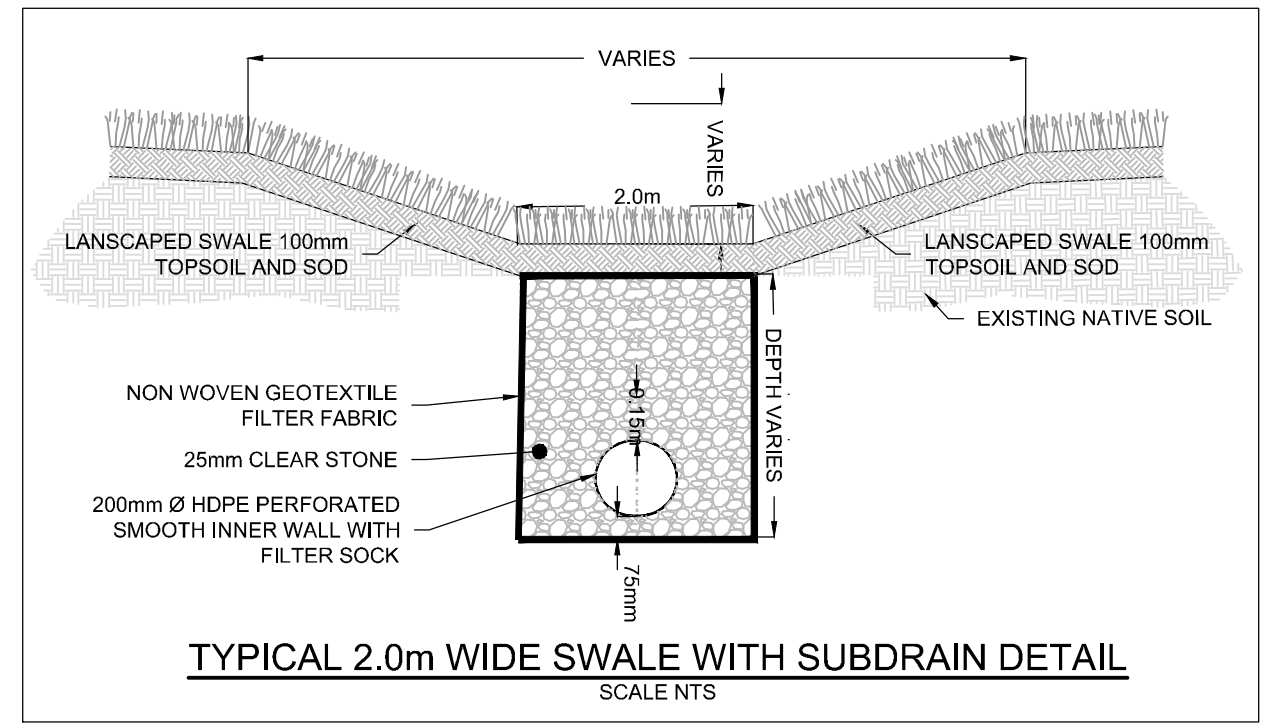 VARIES
VARIES
2.0m
LANSCAPED SWALE 100mm
TOPSOIL AND SOD
LANSCAPED SWALE 100mm
TOPSOIL AND SOD
EXISTING NATIVE SOIL
DEPTH VARIES
NON WOVEN GEOTEXTILE
FILTER FABRIC
0.15m
25mm CLEAR STONE
200mm Ø HDPE PERFORATED
SMOOTH INNER WALL WITH
FILTER SOCK
75mm
TYPICAL 2.0m WIDE SWALE WITH SUBDRAIN DETAIL
SCALE NTS